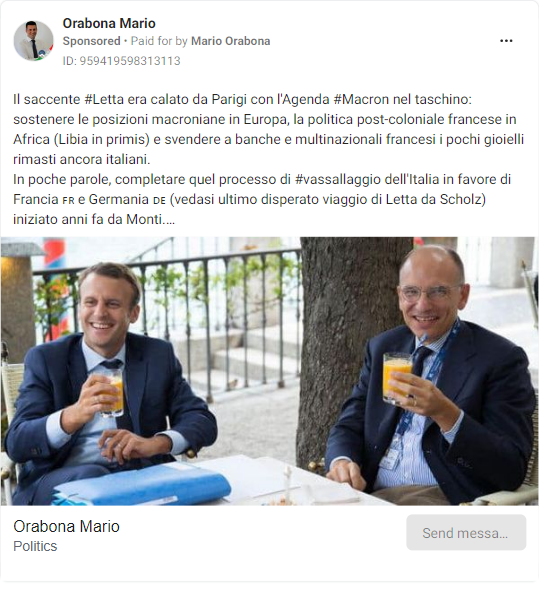 Orabona Mario
Sponsored • Paid for by Mario Orabona
ID: 959419598313113
Il saccente #Letta era calato da Parigi con l'Agenda #Macron nel taschino:
sostenere le posizioni macroniane in Europa, la politica post-coloniale francese in
Africa (Libia in primis) e svendere a banche e multinazionali francesi i pochi gioielli
rimasti ancora italiani.
In poche parole, completare quel processo di #vassallaggio dell'Italia in favore di
Francia 🇫🇷 e Germania 🇩🇪 (vedasi ultimo disperato viaggio di Letta da Scholz)
iniziato anni fa da Monti....
Orabona Mario
Politics
Send messa...